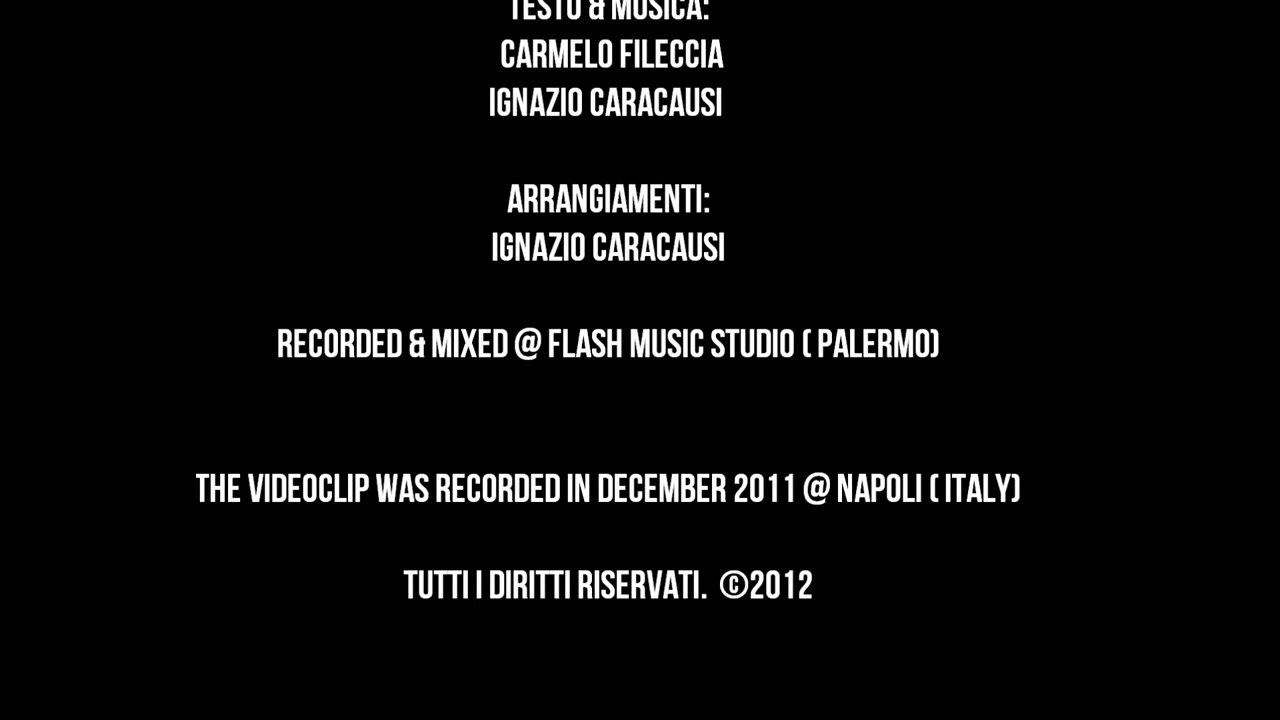 TESTO & MUSICA:
CARMELO FILECCIA
IGNAZIO CARACAUSI
ARRANGIAMENTI:
IGNAZIO CARACAUSI
RECORDED & MIXED @ FLASH MUSIC STUDIO ( PALERMO)
THE VIDEOCLIP WAS RECORDED IN DECEMBER 2011 @ NAPOLI ( ITALY)
TUTTI I DIRITTI RISERVATI. ©2012